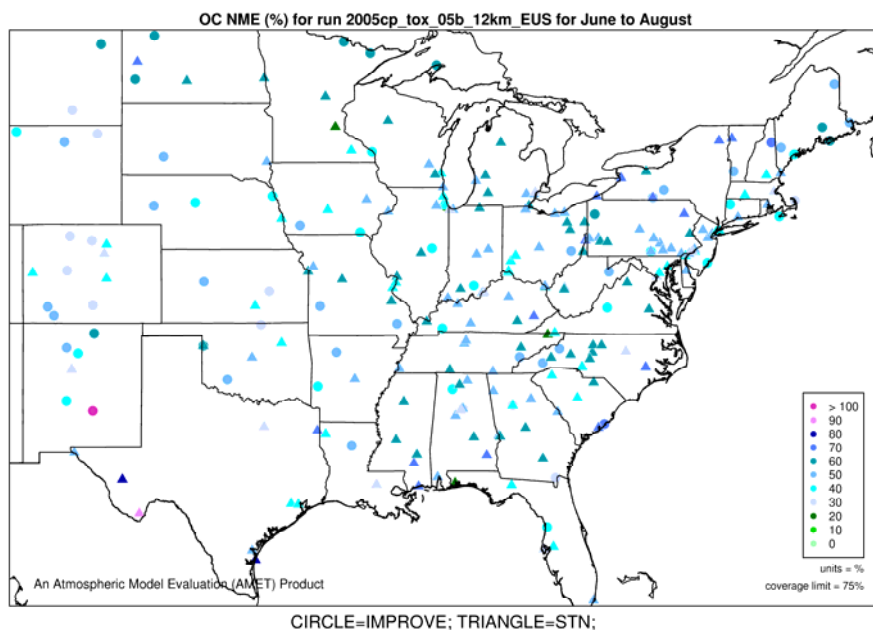 OC NME (%) for run 2005cp_tox_05b_12km_EUS for June to August
> 100
90
80
70
60
50
40
30
20
10
0
units = %
coverage limit = 75%
An Atmospheric Model Evaluation (AMET) Product
CIRCLE=IMPROVE; TRIANGLE=STN;